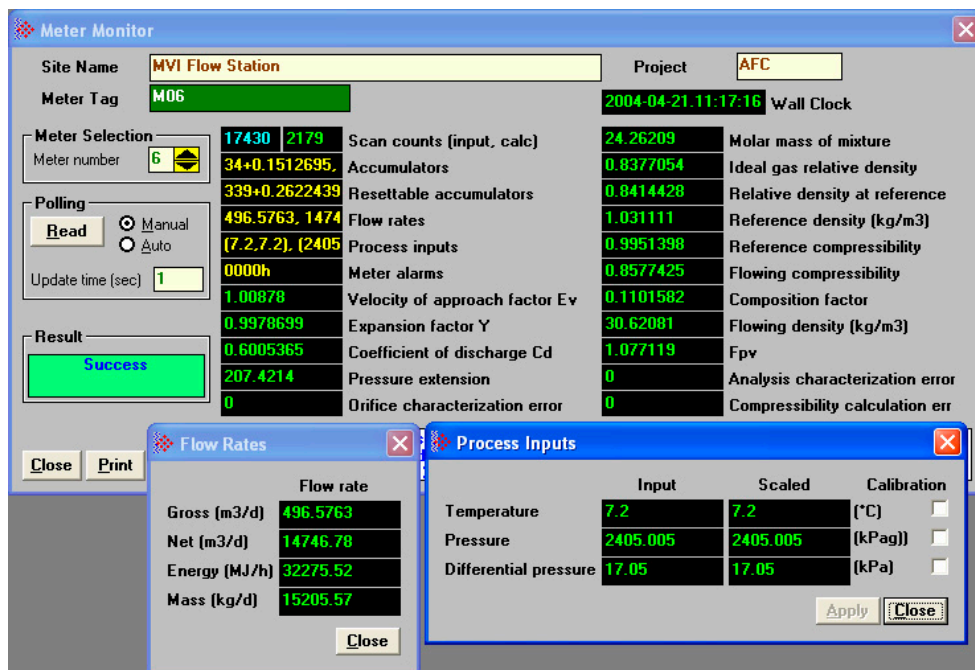 Meter Monitor
Site Name MVI Flow Station Project AFC
Meter Tag M06 2004-04-21.11:17:16 Wall Clock
Meter Selection
Meter number 6
Polling
Read Manual
Auto
Update time (sec) 1
Result
Success
Close Print
17430 2179 Scan counts (input, calc)
34+0.1512695, Accumulators
339+0.2622439 Resettable accumulators
496.5763, 1474 Flow rates
(7.2,7.2), (2405 Process inputs
0000h Meter alarms
1.00878 Velocity of approach factor Ev
0.9978699 Expansion factor Y
0.6005365 Coefficient of discharge Cd
207.4214 Pressure extension
0 Orifice characterization error
24.26209 Molar mass of mixture
0.8377054 Ideal gas relative density
0.8414428 Relative density at reference
1.031111 Reference density (kg/m3)
0.9951398 Reference compressibility
0.8577425 Flowing compressibility
0.1101582 Composition factor
30.62081 Flowing density (kg/m3)
1.077119 Fpv
0 Analysis characterization error
0 Compressibility calculation err
Flow Rates
Flow rate
Gross (m3/d) 496.5763
Net (m3/d) 14746.78
Energy (MJ/h) 32275.52
Mass (kg/d) 15205.57
Close
Process Inputs
Input Scaled Calibration
Temperature 7.2 7.2 (°C)
Pressure 2405.005 2405.005 (kPag))
Differential pressure 17.05 17.05 (kPa)
Apply Close